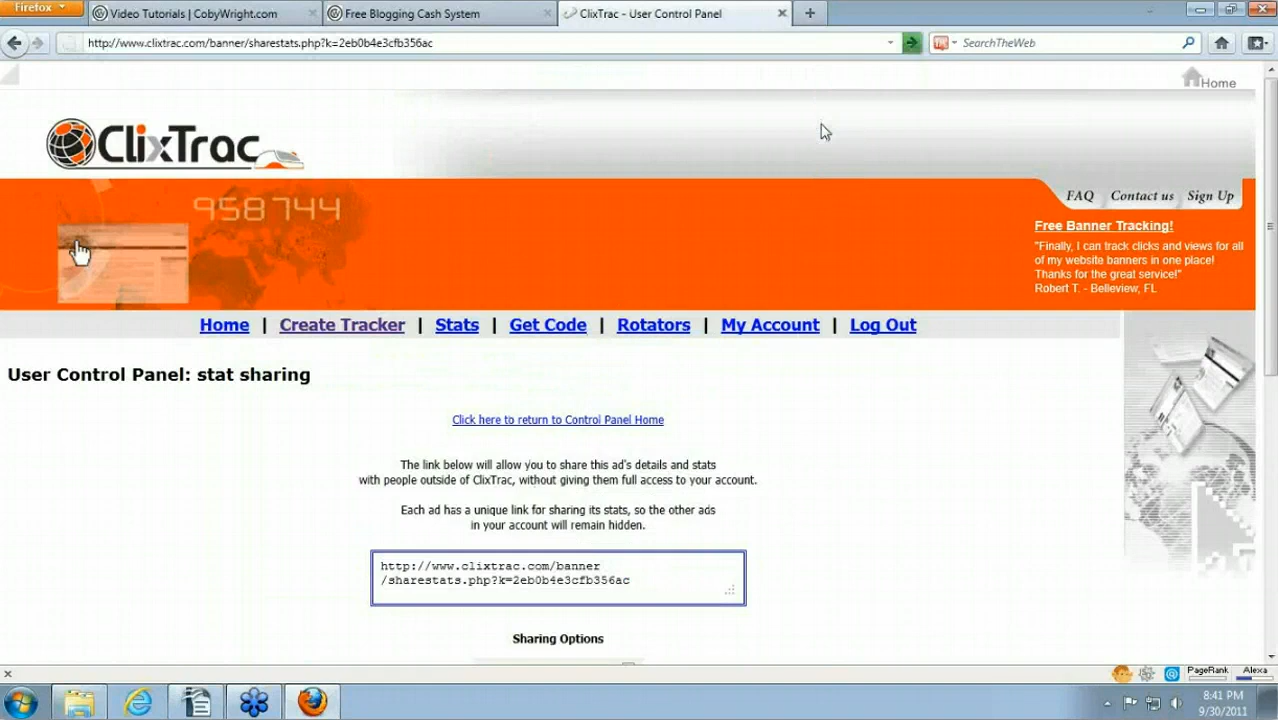 Firefox
Video Tutorials | CobyWright.com
Free Blogging Cash System
ClixTrac - User Control Panel
http://www.clixtrac.com/banner/sharestats.php?k=2eb0b4e3cfb356ac
SearchTheWeb
Home
ClixTrac
958744
FAQ Contact us Sign Up
Free Banner Tracking!
"Finally, I can track clicks and views for all
of my website banners in one place!
Thanks for the great service!"
Robert T. - Belleview, FL
Home | Create Tracker | Stats | Get Code | Rotators | My Account | Log Out
User Control Panel: stat sharing
Click here to return to Control Panel Home
The link below will allow you to share this ad's details and stats
with people outside of ClixTrac, without giving them full access to your account.
Each ad has a unique link for sharing its stats, so the other ads
in your account will remain hidden.
http://www.clixtrac.com/banner
/sharestats.php?k=2eb0b4e3cfb356ac
Sharing Options
PageRank
Alexa
8:41 PM
9/30/2011